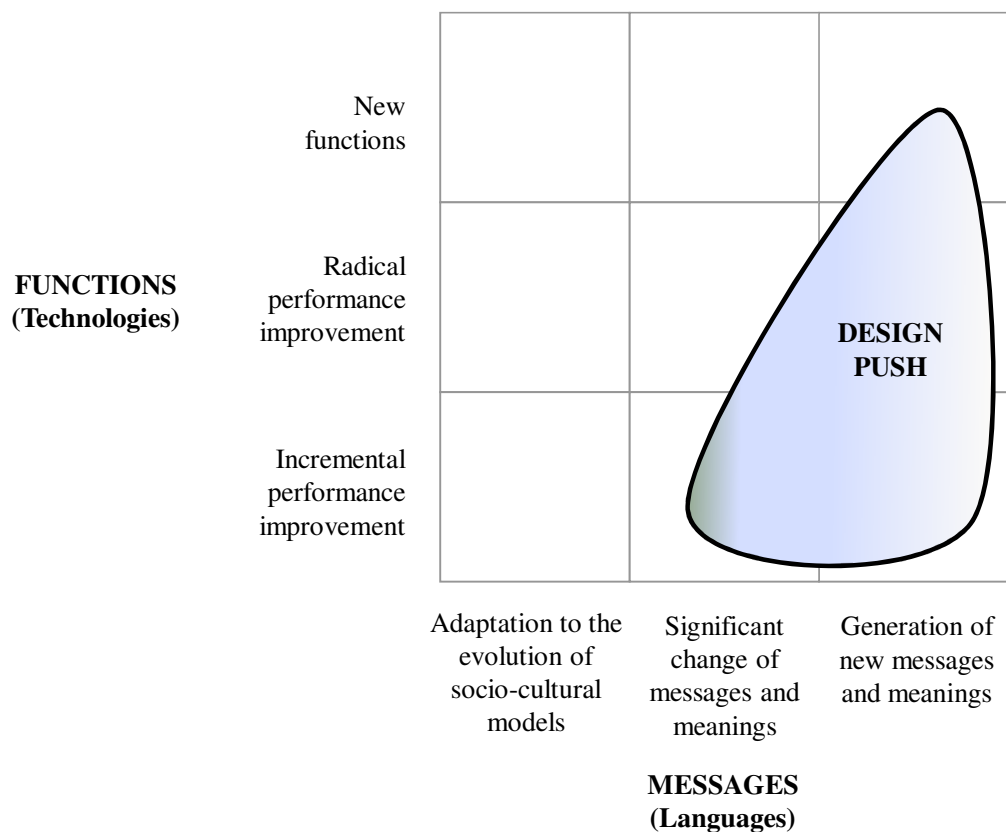 New
functions
FUNCTIONS
(Technologies)
Radical
performance
improvement
DESIGN
PUSH
Incremental
performance
improvement
Adaptation to the
evolution of
socio-cultural
models
Significant
change of
messages and
meanings
Generation of
new messages
and meanings
MESSAGES
(Languages)